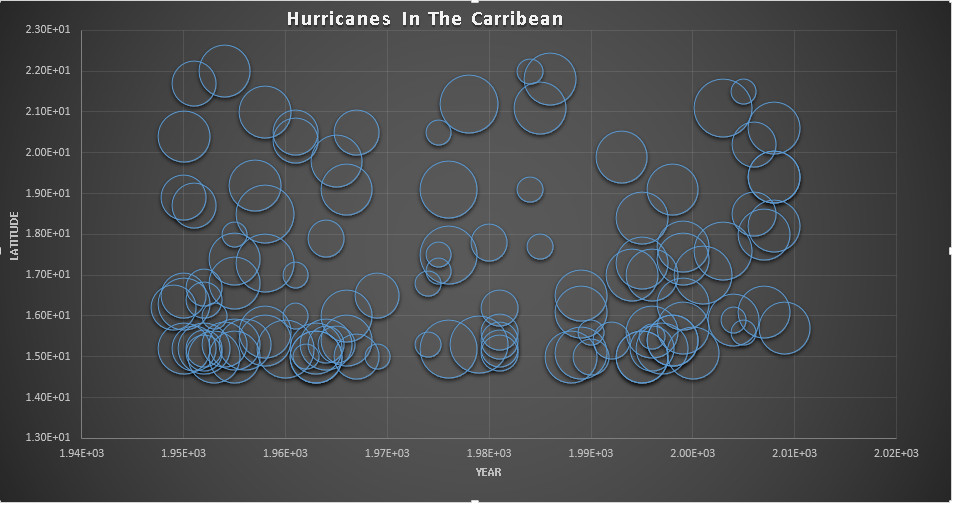 Hurricanes In The Carribean
2.30E+01
2.20E+01
2.10E+01
2.00E+01
1.90E+01
1.80E+01
1.70E+01
1.60E+01
1.50E+01
1.40E+01
1.30E+01
LATITUDE
1.94E+03 1.95E+03 1.96E+03 1.97E+03 1.98E+03 1.99E+03 2.00E+03 2.01E+03 2.02E+03
YEAR